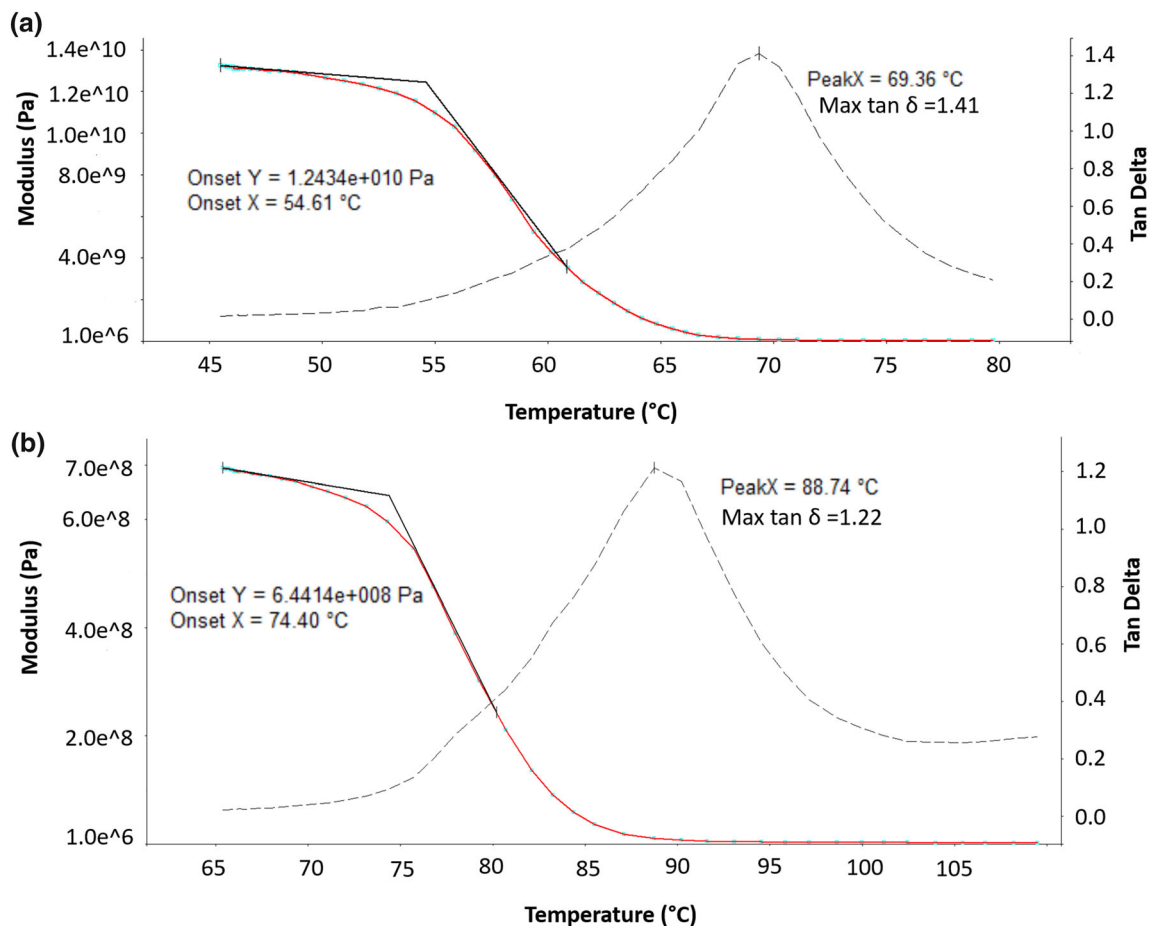 (a)
Modulus (Pa)
1.4e^10
1.2e^10
1.0e^10
8.0e^9
4.0e^9
1.0e^6
Onset Y = 1.2434e+010 Pa
Onset X = 54.61 °C
PeakX = 69.36 °C
Max tan δ =1.41
1.4
1.2
1.0
0.8
0.6
0.4
0.2
0.0
Tan Delta
45 50 55 60 65 70 75 80
Temperature (°C)
(b)
Modulus (Pa)
7.0e^8
6.0e^8
4.0e^8
2.0e^8
1.0e^6
Onset Y = 6.4414e+008 Pa
Onset X = 74.40 °C
PeakX = 88.74 °C
Max tan δ =1.22
1.2
1.0
0.8
0.6
0.4
0.2
0.0
Tan Delta
65 70 75 80 85 90 95 100 105
Temperature (°C)